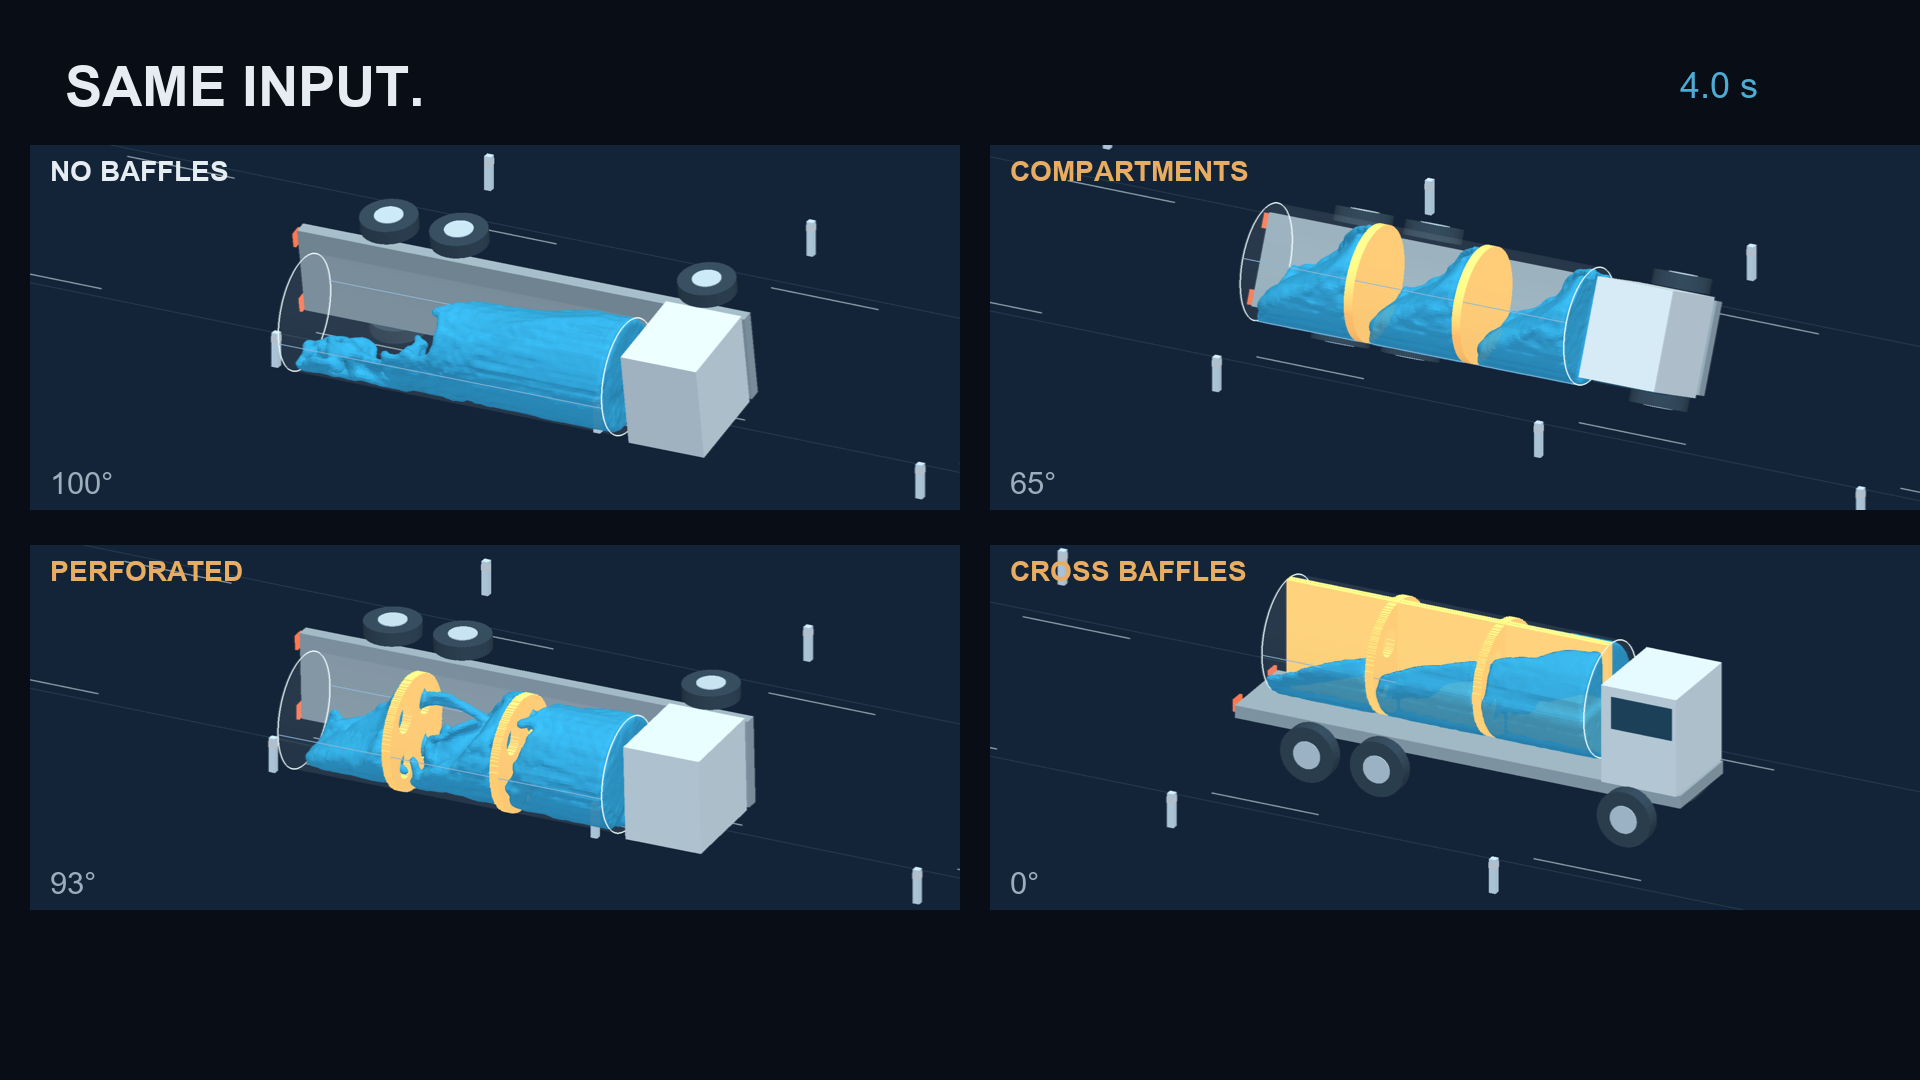 SAME INPUT.
4.0 s
NO BAFFLES
100°
COMPARTMENTS
65°
PERFORATED
93°
CROSS BAFFLES
0°